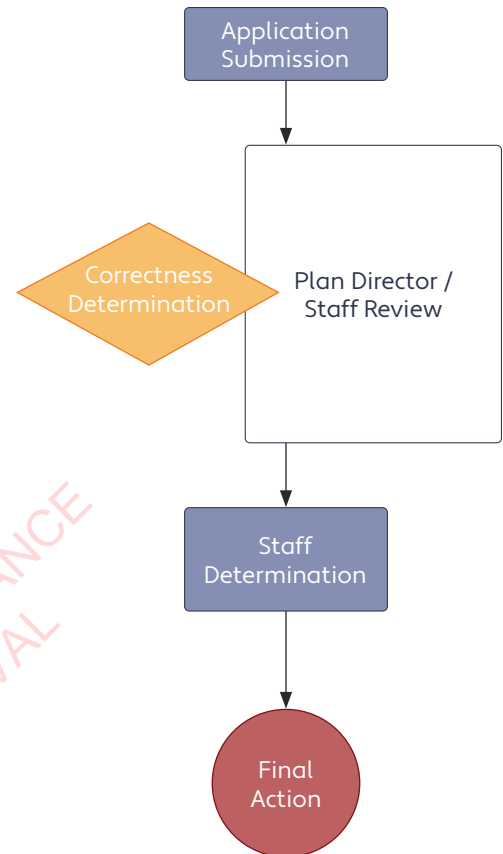 Application
Submission
Correctness
Determination
Plan Director /
Staff Review
Staff
Determination
Final
Action